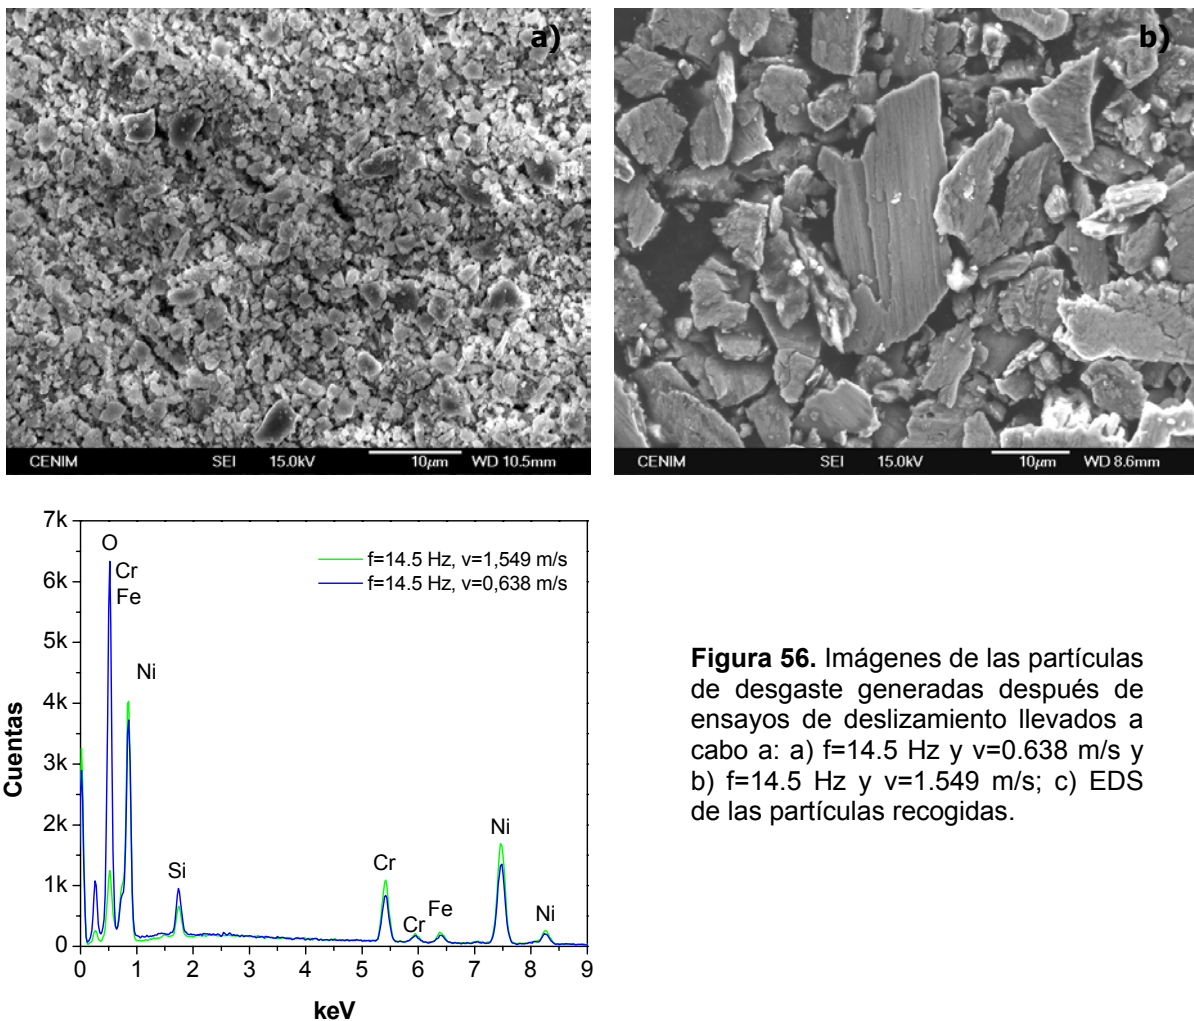 a)
CENIM SEI 15.0kV 10µm WD 10.5mm
b)
CENIM SEI 15.0kV 10µm WD 8.6mm
7k
6k
5k
4k
3k
2k
1k
0
Cuentas
O
Cr
Fe
Ni
Si
Cr
Cr
Fe
Ni
Ni
f=14.5 Hz, v=1,549 m/s
f=14.5 Hz, v=0,638 m/s
0 1 2 3 4 5 6 7 8 9
keV
Figura 56. Imágenes de las partículas
de desgaste generadas después de
ensayos de deslizamiento llevados a
cabo a: a) f=14.5 Hz y v=0.638 m/s y
b) f=14.5 Hz y v=1.549 m/s; c) EDS
de las partículas recogidas.